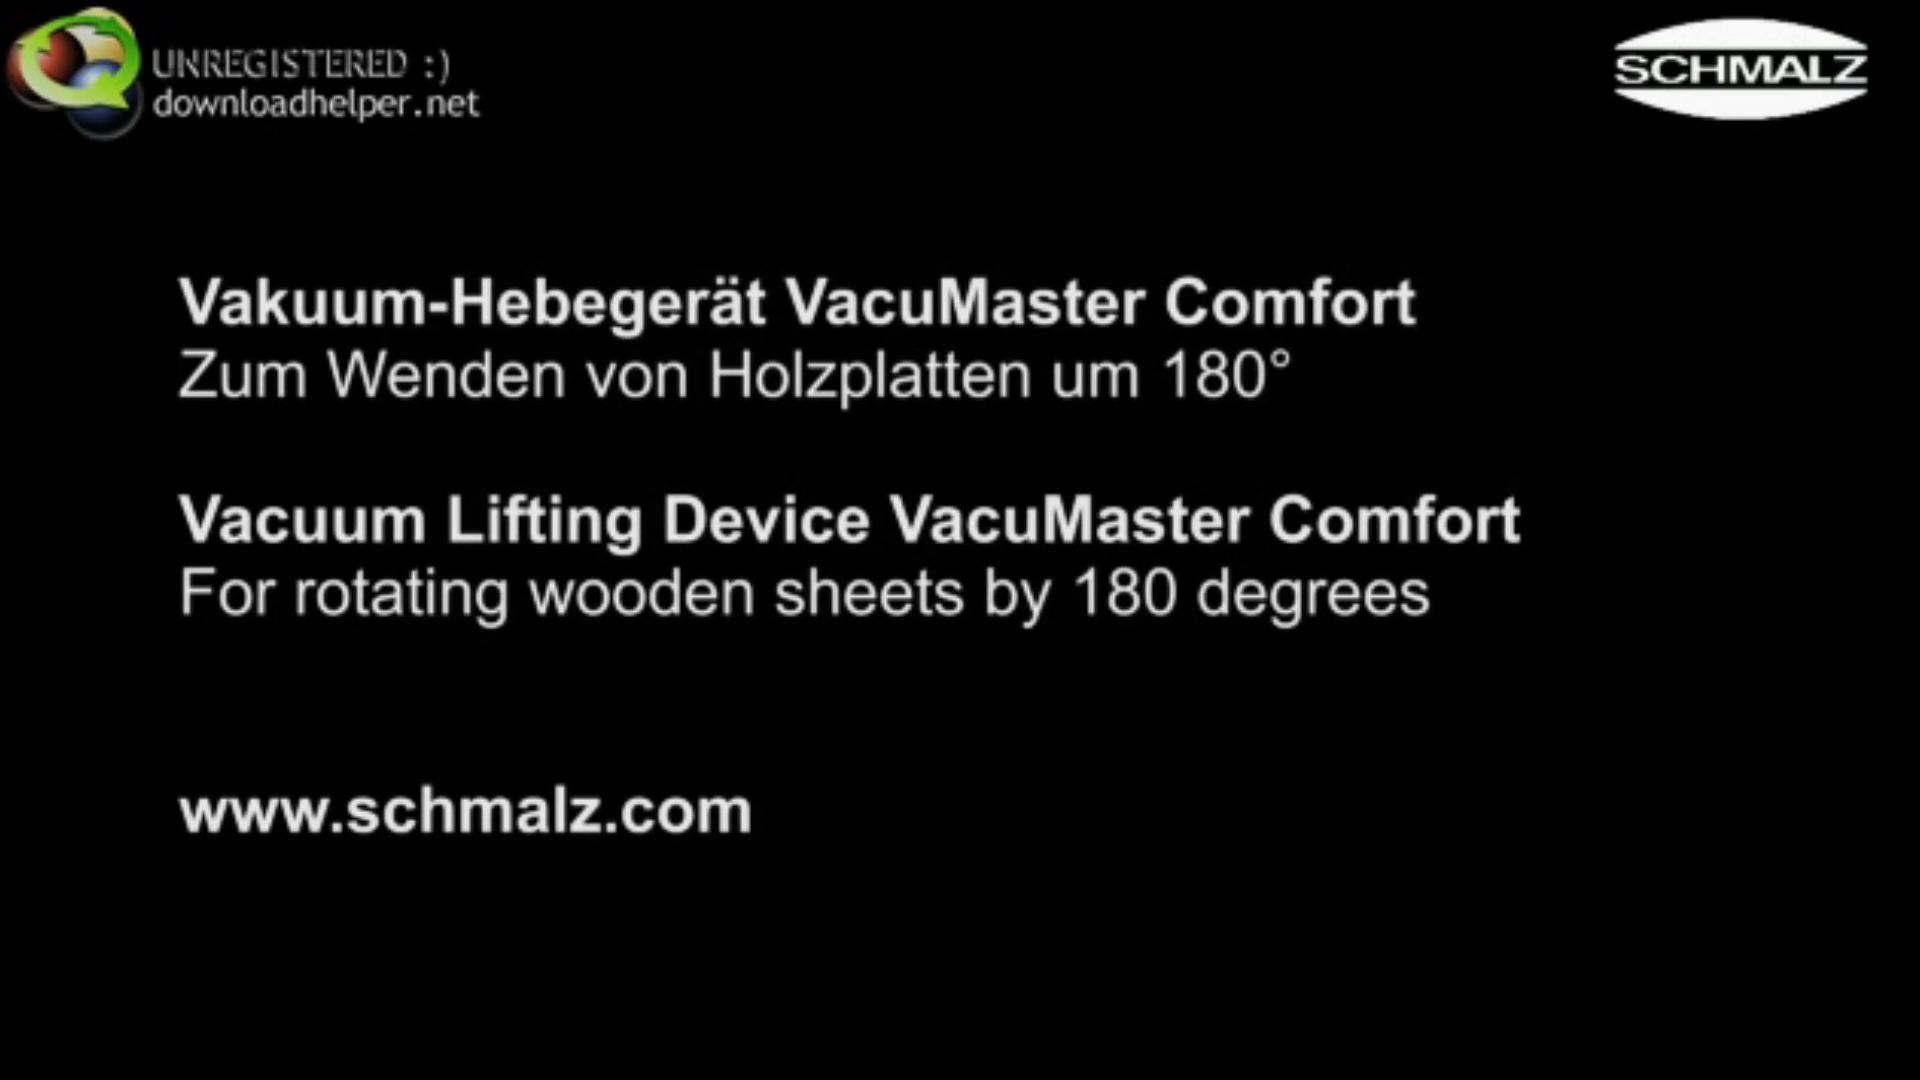 UNREGISTERED :)
downloadhelper.net
SCHMALZ
Vakuum-Hebegerät VacuMaster Comfort
Zum Wenden von Holzplatten um 180°
Vacuum Lifting Device VacuMaster Comfort
For rotating wooden sheets by 180 degrees
www.schmalz.com